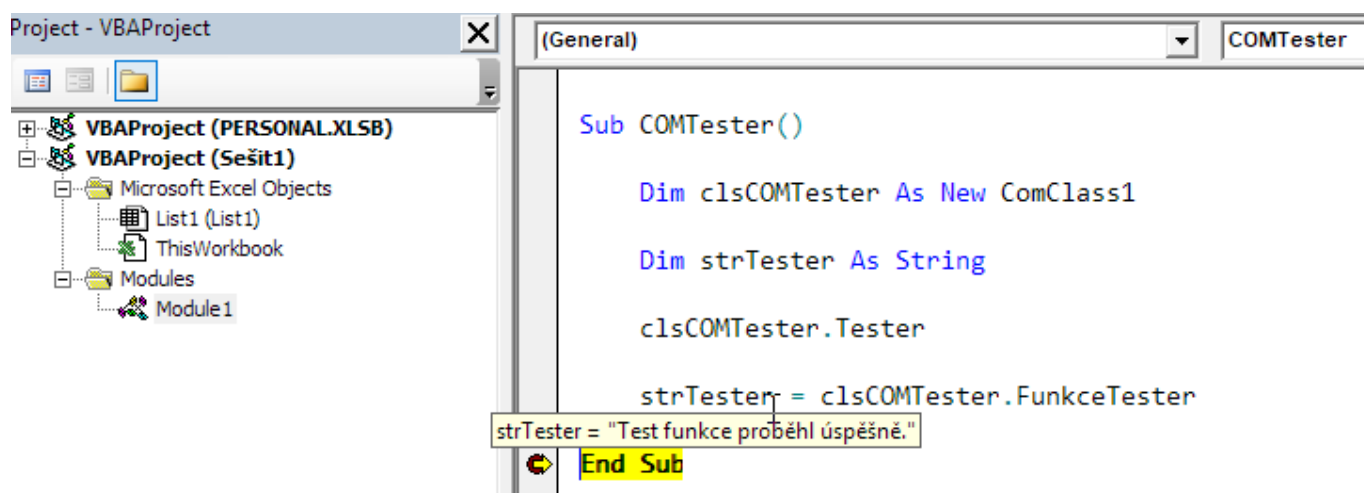 Project - VBAProject
VBAProject (PERSONAL.XLSB)
VBAProject (Sešit1)
Microsoft Excel Objects
List1 (List1)
ThisWorkbook
Modules
Module1
(General)
COMTester
Sub COMTester()
Dim clsCOMTester As New ComClass1
Dim strTester As String
clsCOMTester.Tester
strTester = clsCOMTester.FunkceTester
strTester = "Test funkce proběhl úspěšně."
End Sub